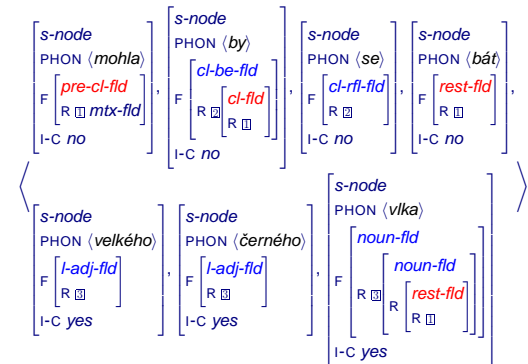 s-node s-node s-node s-node
PHON ⟨mohla⟩, PHON ⟨by⟩, PHON ⟨se⟩, PHON ⟨bát⟩,
F [pre-cl-fld R 1 mtx-fld] F [cl-be-fld R 2 [cl-fld R 1]] F [cl-rfl-fld R 2] F [rest-fld R 1]
I-C no I-C no I-C no I-C no
s-node s-node s-node
PHON ⟨velkého⟩, PHON ⟨černého⟩, PHON ⟨vlka⟩
F [l-adj-fld R 3] F [l-adj-fld R 3] F [noun-fld R 3 [noun-fld R [rest-fld R 1]]]
I-C yes I-C yes I-C yes